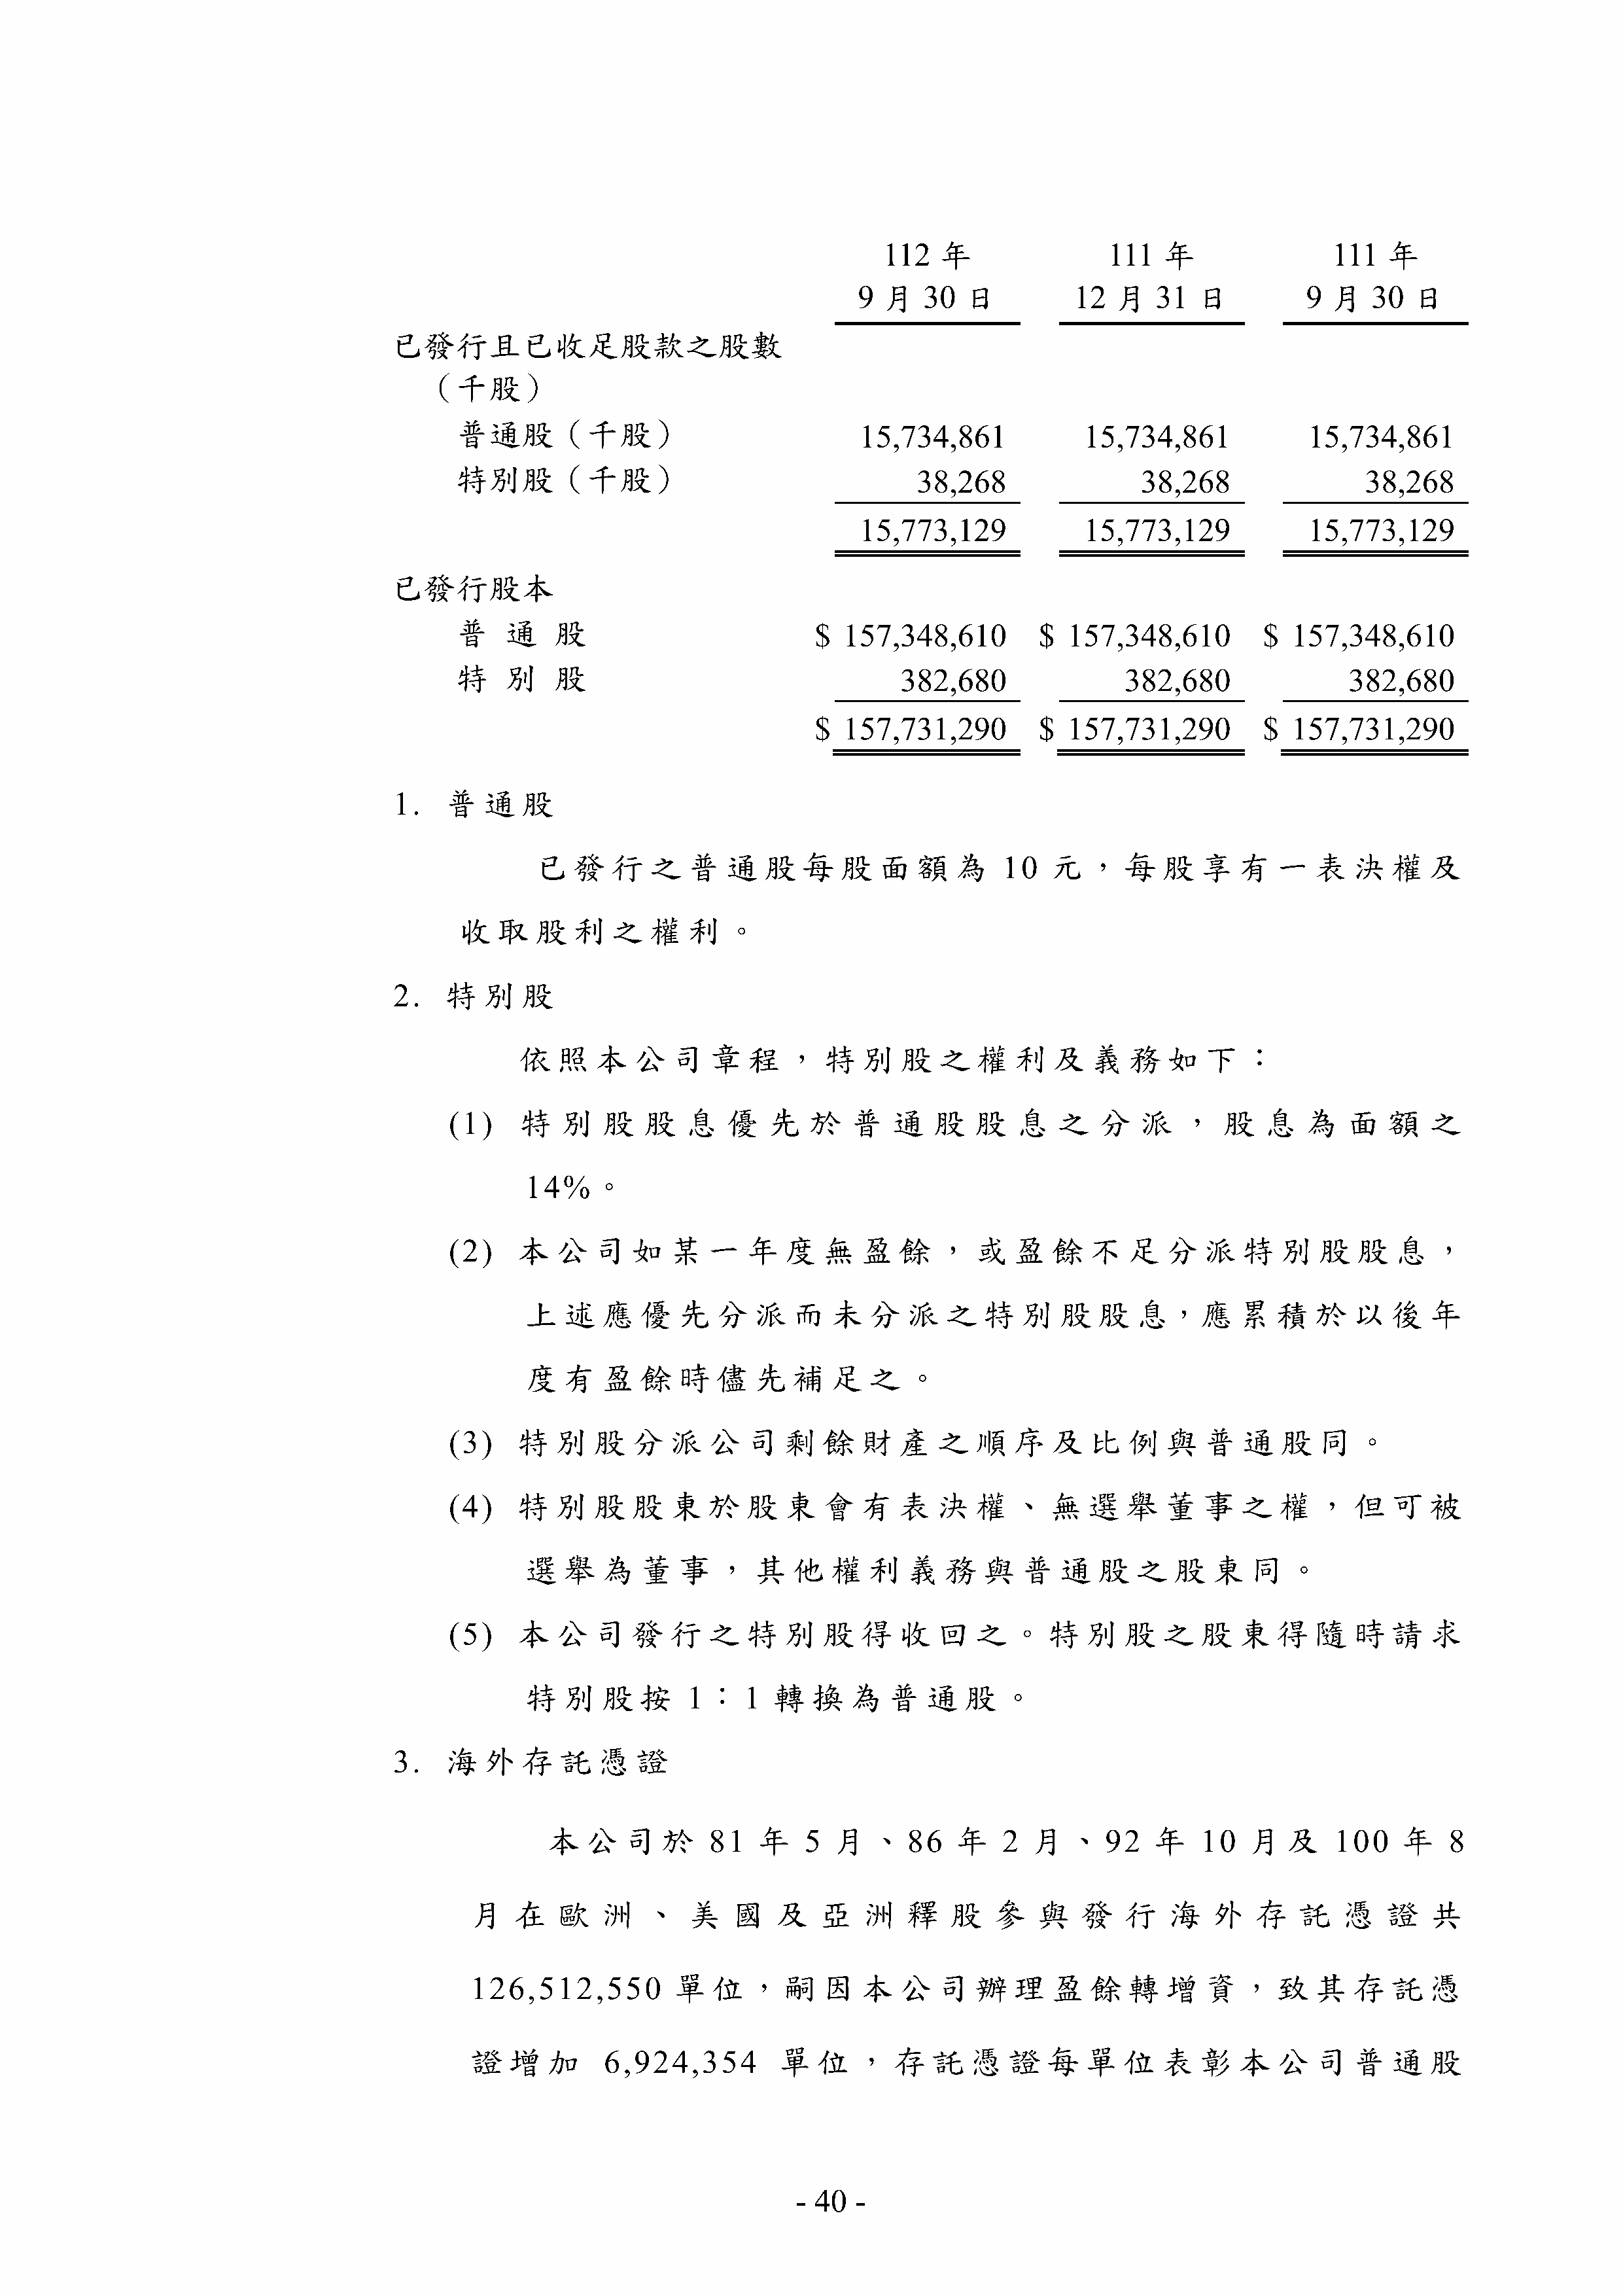 112 年 111 年 111 年
9 月 30 日 12 月 31 日 9 月 30 日
已發行且已收足股款之股數
（千股）
普通股（千股） 15,734,861 15,734,861 15,734,861
特別股（千股） 38,268 38,268 38,268
15,773,129 15,773,129 15,773,129
已發行股本
普通股 $ 157,348,610 $ 157,348,610 $ 157,348,610
特別股 382,680 382,680 382,680
$ 157,731,290 $ 157,731,290 $ 157,731,290
1. 普通股
已發行之普通股每股面額為 10 元，每股享有一表決權及
收取股利之權利。
2. 特別股
依照本公司章程，特別股之權利及義務如下：
(1) 特別股股息優先於普通股股息之分派，股息為面額之
14%。
(2) 本公司如某一年度無盈餘，或盈餘不足分派特別股股息，
上述應優先分派而未分派之特別股股息，應累積於以後年
度有盈餘時儘先補足之。
(3) 特別股分派公司剩餘財產之順序及比例與普通股同。
(4) 特別股股東於股東會有表決權、無選舉董事之權，但可被
選舉為董事，其他權利義務與普通股之股東同。
(5) 本公司發行之特別股得收回之。特別股之股東得隨時請求
特別股按 1：1 轉換為普通股。
3. 海外存託憑證
本公司於 81 年 5 月、86 年 2 月、92 年 10 月及 100 年 8
月在歐洲、美國及亞洲釋股參與發行海外存託憑證共
126,512,550 單位，嗣因本公司辦理盈餘轉增資，致其存託憑
證增加 6,924,354 單位，存託憑證每單位表彰本公司普通股
- 40 -